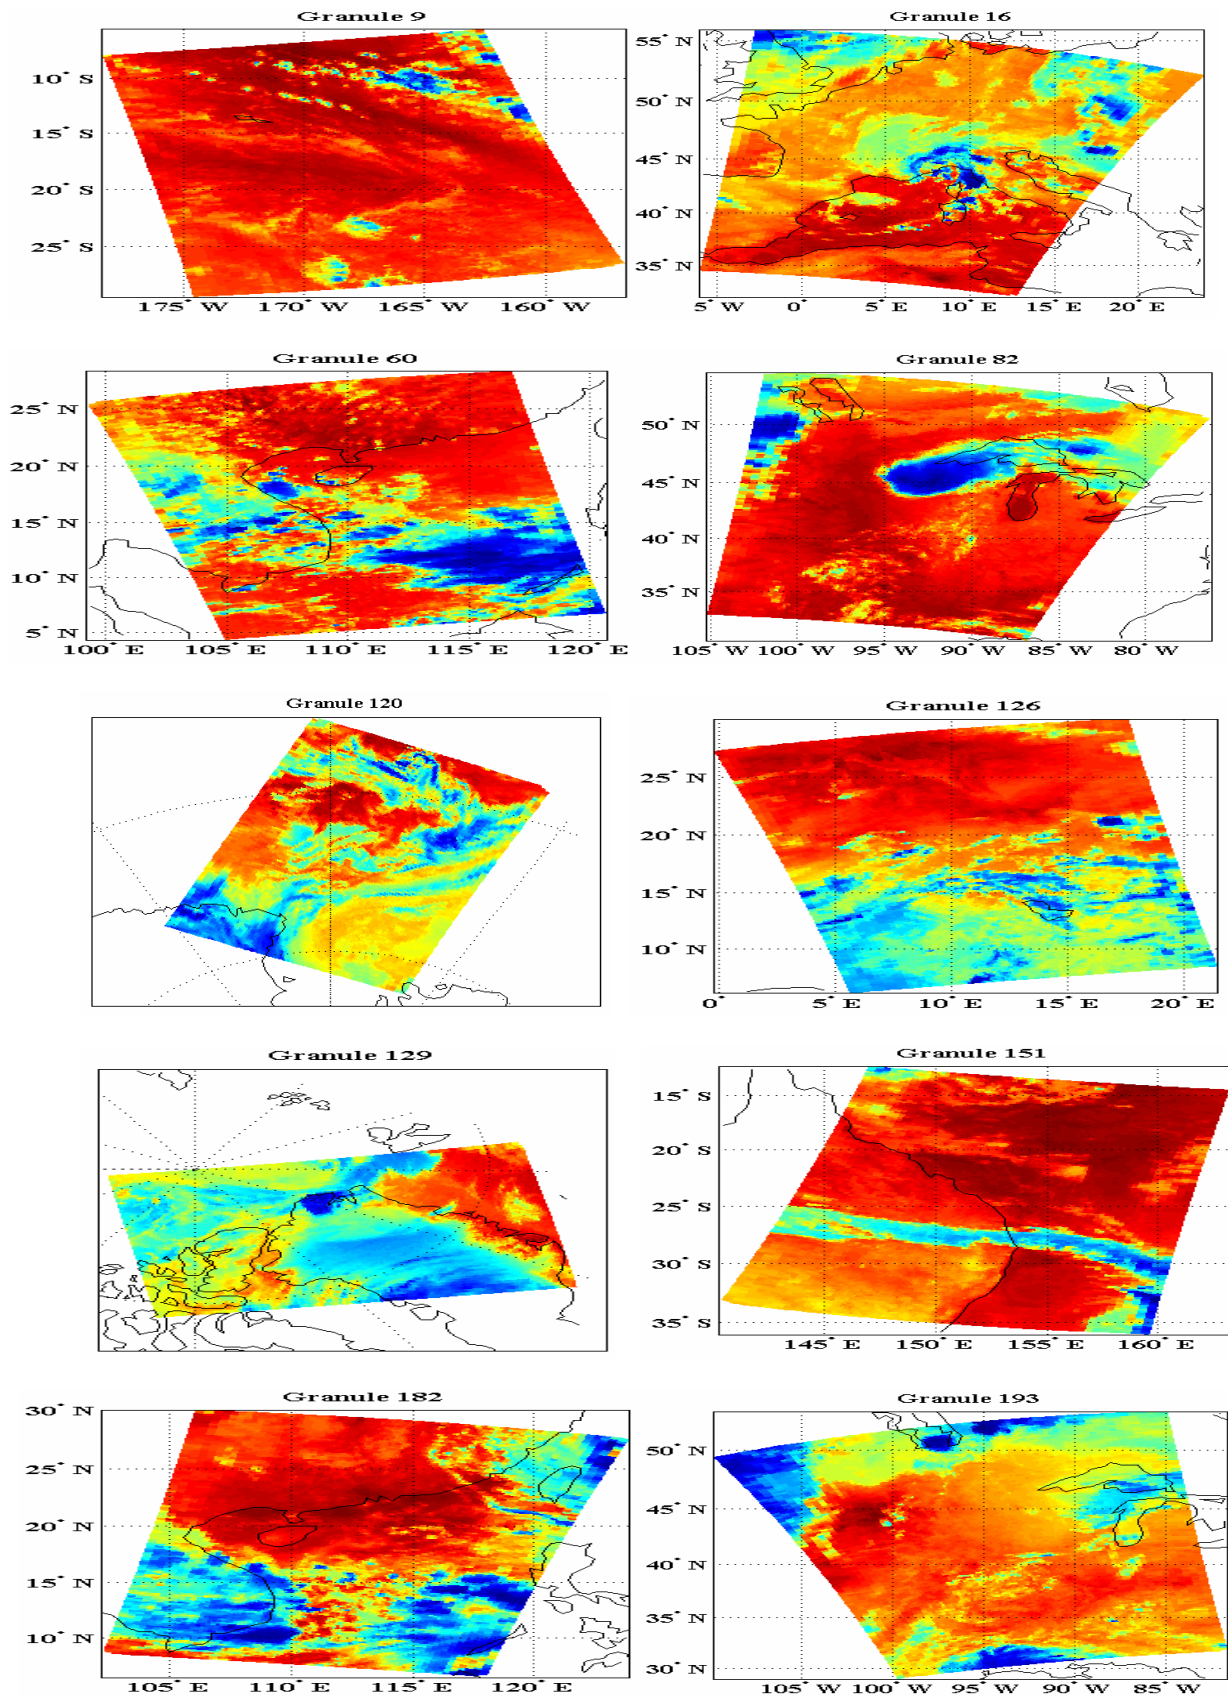 Granule 9
10° S
15° S
20° S
25° S
175° W 170° W 165° W 160° W
Granule 16
55° N
50° N
45° N
40° N
35° N
5° W 0° 5° E 10° E 15° E 20° E
Granule 60
25° N
20° N
15° N
10° N
5° N
100° E 105° E 110° E 115° E 120° E
Granule 82
50° N
45° N
40° N
35° N
105° W 100° W 95° W 90° W 85° W 80° W
Granule 120
Granule 126
25° N
20° N
15° N
10° N
0° 5° E 10° E 15° E 20° E
Granule 129
Granule 151
15° S
20° S
25° S
30° S
35° S
145° E 150° E 155° E 160° E
Granule 182
30° N
25° N
20° N
15° N
10° N
105° E 110° E 115° E 120° E
Granule 193
50° N
45° N
40° N
35° N
30° N
105° W 100° W 95° W 90° W 85° W